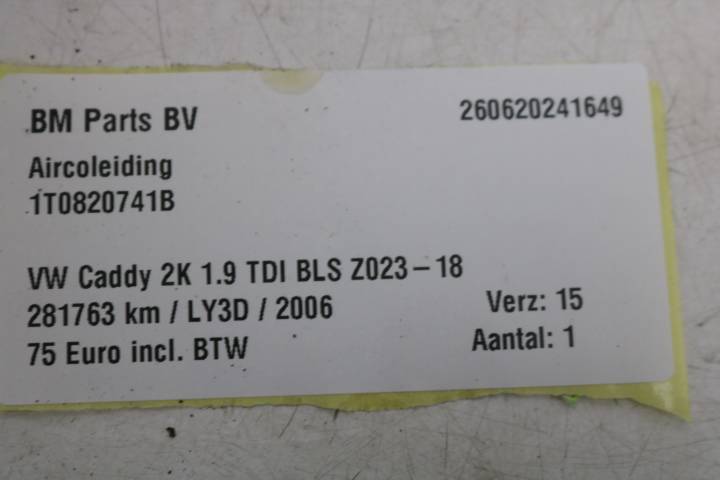 BM Parts BV 260620241649
Aircoleiding
1T0820741B
VW Caddy 2K 1.9 TDI BLS Z023-18
281763 km / LY3D / 2006 Verz: 15
75 Euro incl. BTW Aantal: 1